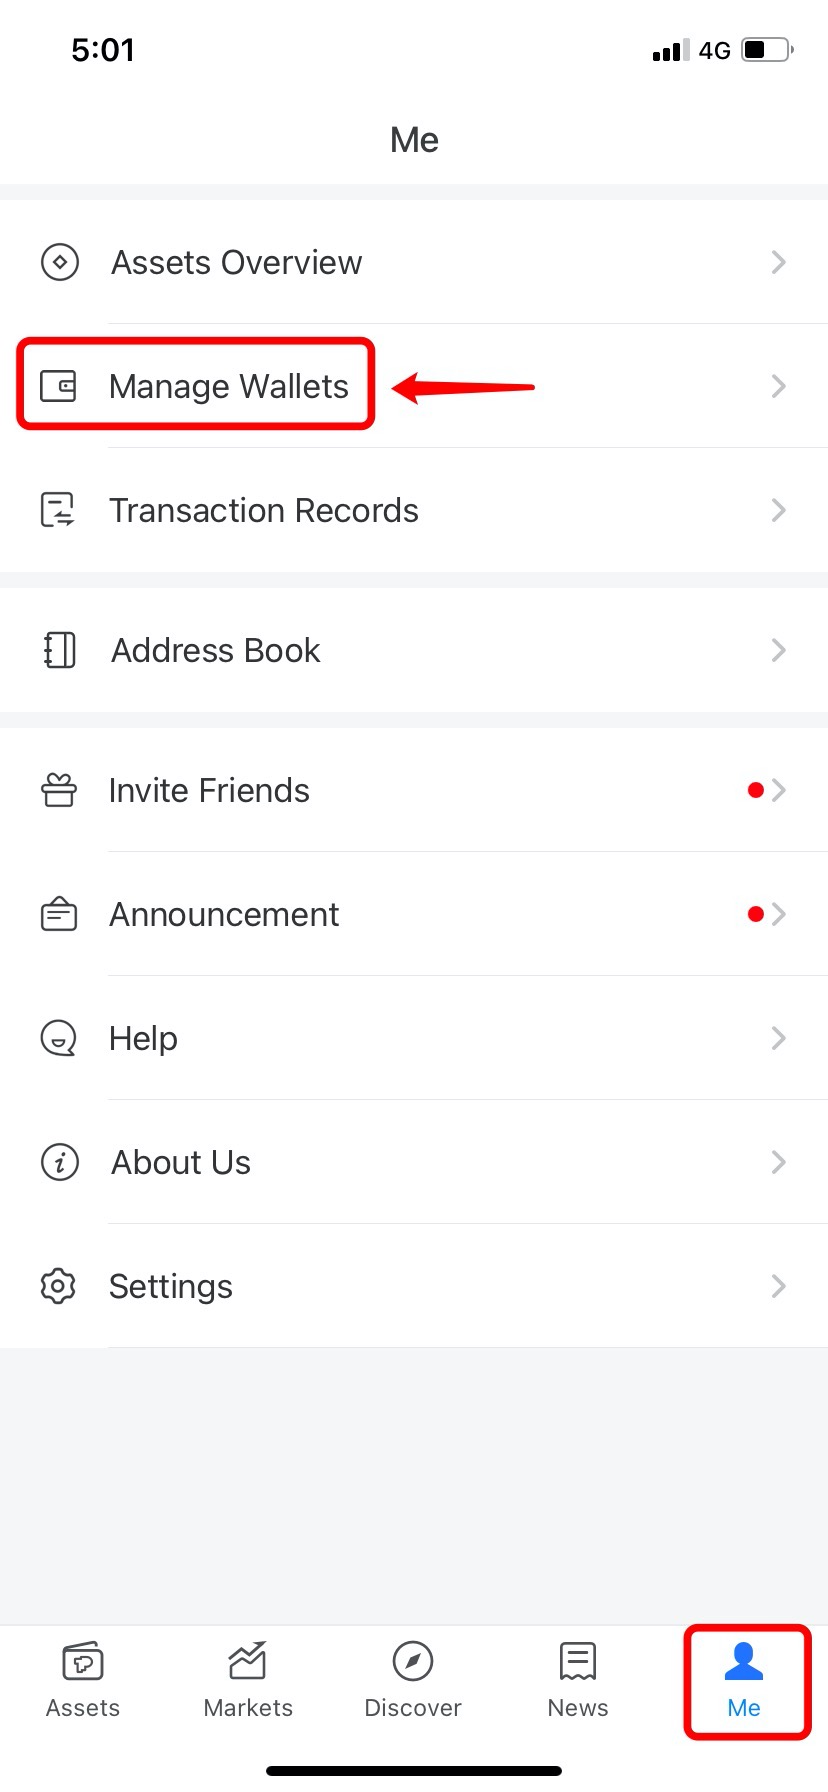 5:01
4G
Me
Assets Overview
Manage Wallets
Transaction Records
Address Book
Invite Friends
Announcement
Help
About Us
Settings
Assets
Markets
Discover
News
Me